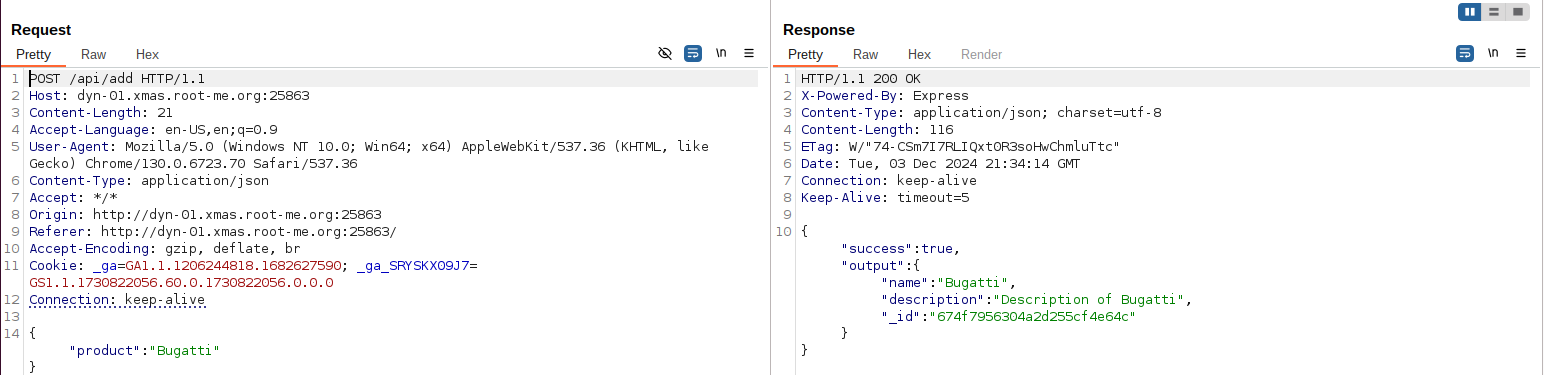 Request
Pretty Raw Hex \n
1 POST /api/add HTTP/1.1
2 Host: dyn-01.xmas.root-me.org:25863
3 Content-Length: 21
4 Accept-Language: en-US,en;q=0.9
5 User-Agent: Mozilla/5.0 (Windows NT 10.0; Win64; x64) AppleWebKit/537.36 (KHTML, like
Gecko) Chrome/130.0.6723.70 Safari/537.36
6 Content-Type: application/json
7 Accept: */*
8 Origin: http://dyn-01.xmas.root-me.org:25863
9 Referer: http://dyn-01.xmas.root-me.org:25863/
10 Accept-Encoding: gzip, deflate, br
11 Cookie: _ga=GA1.1.1206244818.1682627590; _ga_SRYSKX09J7=
GS1.1.1730822056.60.0.1730822056.0.0.0
12 Connection: keep-alive
13
14 {
"product":"Bugatti"
}
Response
Pretty Raw Hex Render \n
1 HTTP/1.1 200 OK
2 X-Powered-By: Express
3 Content-Type: application/json; charset=utf-8
4 Content-Length: 116
5 ETag: W/"74-CSm7I7RLIQxtOR3soHwChmluTtc"
6 Date: Tue, 03 Dec 2024 21:34:14 GMT
7 Connection: keep-alive
8 Keep-Alive: timeout=5
9
10 {
"success":true,
"output":{
"name":"Bugatti",
"description":"Description of Bugatti",
"_id":"674f7956304a2d255cf4e64c"
}
}